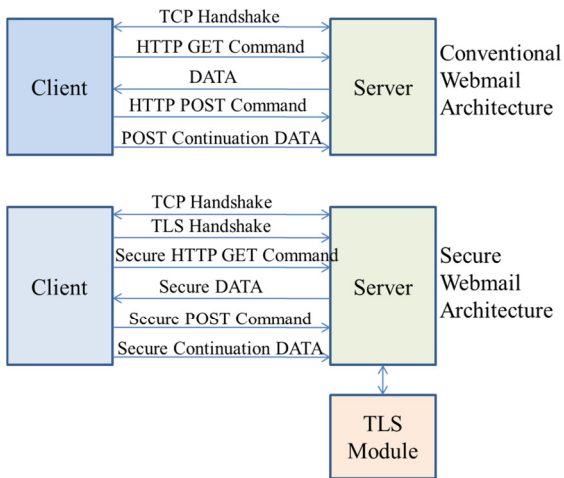 TCP Handshake
HTTP GET Command
DATA
HTTP POST Command
POST Continuation DATA
Client
Server
Conventional
Webmail
Architecture
TCP Handshake
TLS Handshake
Secure HTTP GET Command
Secure DATA
Secure POST Command
Secure Continuation DATA
Client
Server
Secure
Webmail
Architecture
TLS
Module